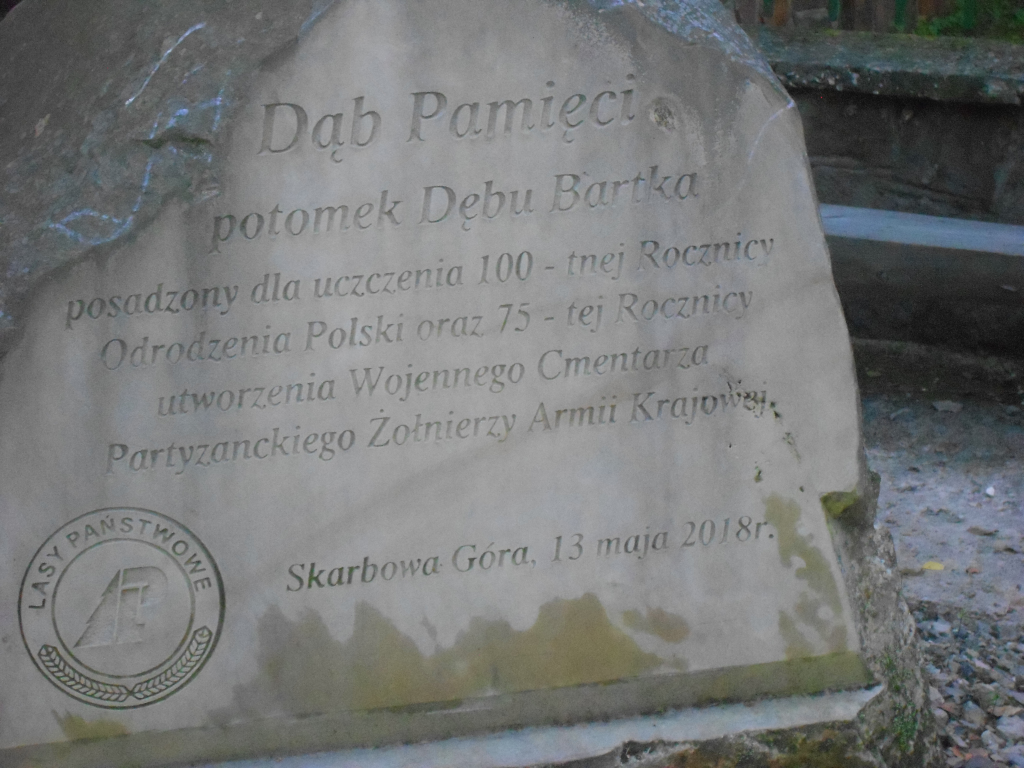 Dąb Pamięci
potomek Dębu Bartka
posadzony dla uczczenia 100 - tnej Rocznicy
Odrodzenia Polski oraz 75 - tej Rocznicy
utworzenia Wojennego Cmentarza
Partyzanckiego Żołnierzy Armii Krajowej.
Skarbowa Góra, 13 maja 2018r.
LASY PAŃSTWOWE